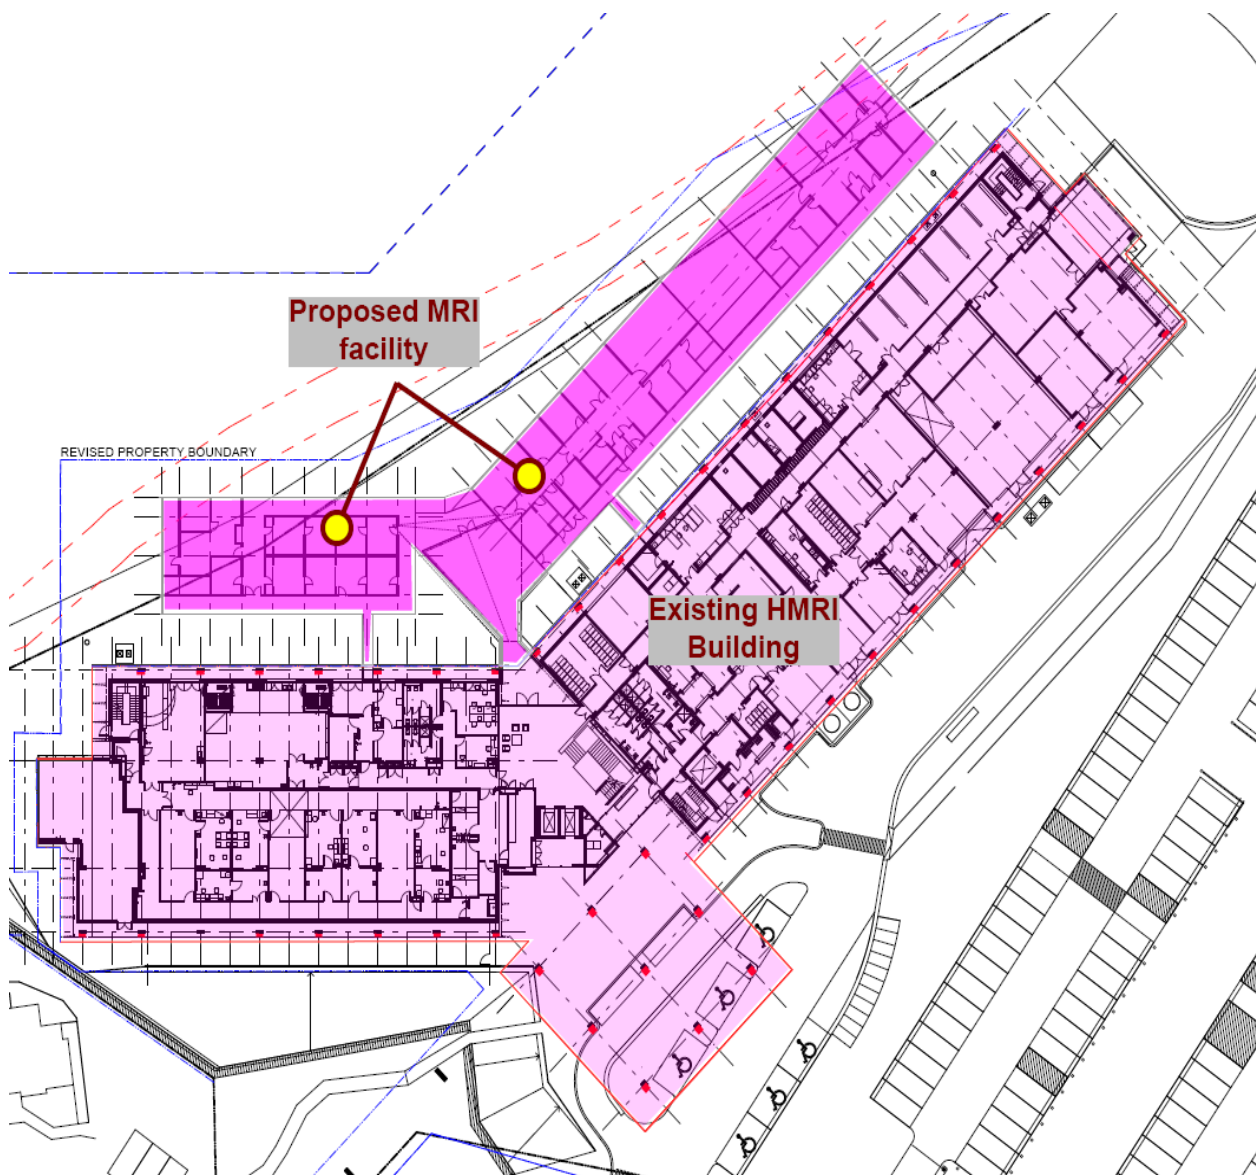 Proposed MRI
facility
REVISED PROPERTY BOUNDARY
Existing HMRI
Building